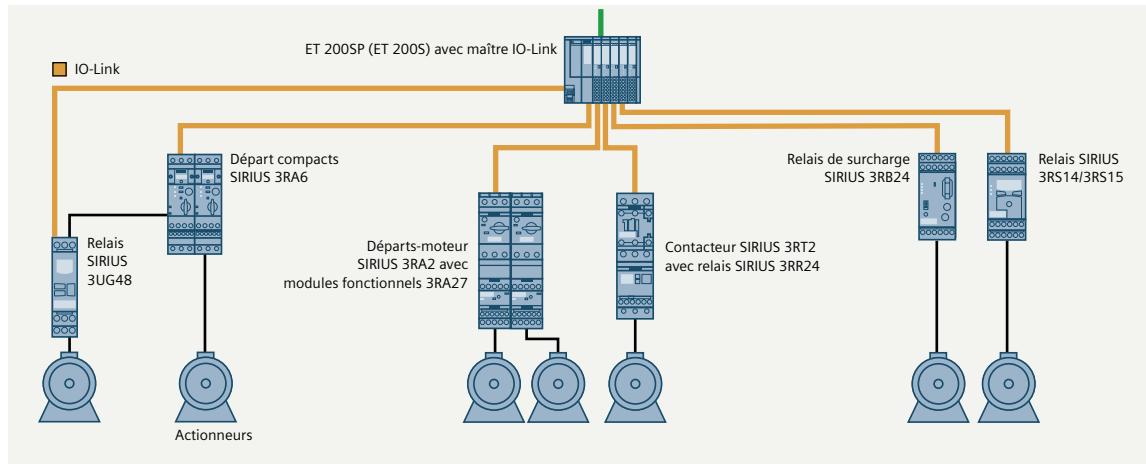 ET 200SP (ET 200S) avec maître IO-Link
IO-Link
Départ compacts
SIRIUS 3RA6
Relais de surcharge
SIRIUS 3RB24
Relais SIRIUS
3RS14/3RS15
Relais
SIRIUS
3UG48
Départs-moteur
SIRIUS 3RA2 avec
modules fonctionnels 3RA27
Contacteur SIRIUS 3RT2
avec relais SIRIUS 3RR24
Actionneurs